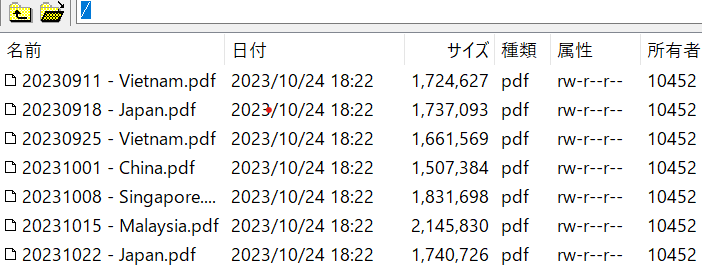 /
名前 日付 サイズ 種類 属性 所有者
20230911 - Vietnam.pdf 2023/10/24 18:22 1,724,627 pdf rw-r--r-- 10452
20230918 - Japan.pdf 2023/10/24 18:22 1,737,093 pdf rw-r--r-- 10452
20230925 - Vietnam.pdf 2023/10/24 18:22 1,661,569 pdf rw-r--r-- 10452
20231001 - China.pdf 2023/10/24 18:22 1,507,384 pdf rw-r--r-- 10452
20231008 - Singapore.... 2023/10/24 18:22 1,831,698 pdf rw-r--r-- 10452
20231015 - Malaysia.pdf 2023/10/24 18:22 2,145,830 pdf rw-r--r-- 10452
20231022 - Japan.pdf 2023/10/24 18:22 1,740,726 pdf rw-r--r-- 10452